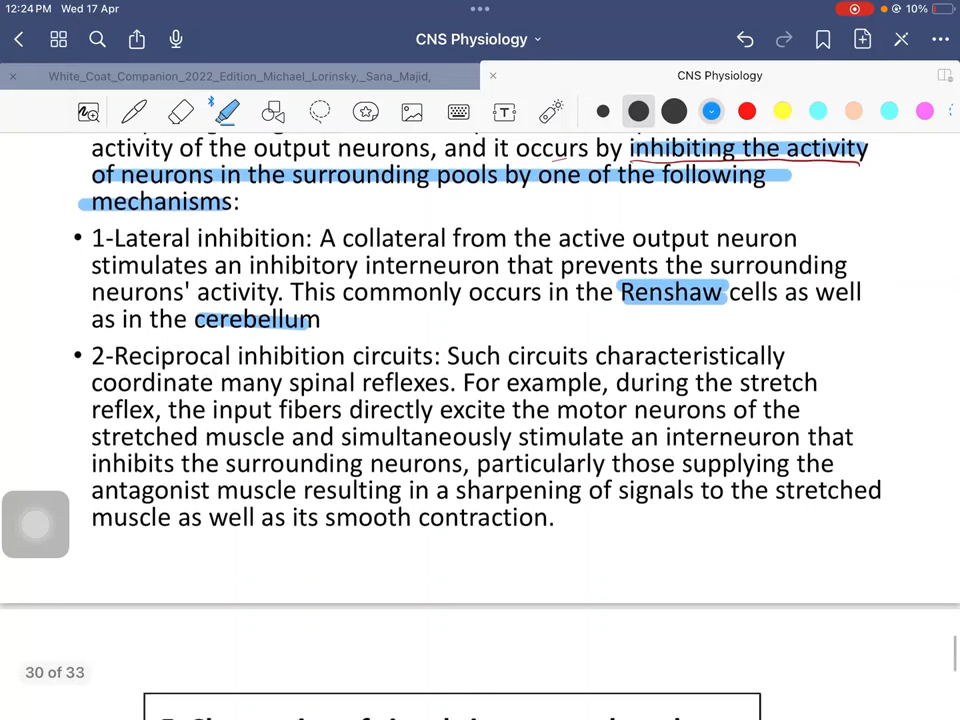 12:24 PM Wed 17 Apr
10%
CNS Physiology
White_Coat_Companion_2022_Edition_Michael_Lorinsky,_Sana_Majid,
CNS Physiology
activity of the output neurons, and it occurs by inhibiting the activity
of neurons in the surrounding pools by one of the following
mechanisms:
• 1-Lateral inhibition: A collateral from the active output neuron
stimulates an inhibitory interneuron that prevents the surrounding
neurons' activity. This commonly occurs in the Renshaw cells as well
as in the cerebellum
• 2-Reciprocal inhibition circuits: Such circuits characteristically
coordinate many spinal reflexes. For example, during the stretch
reflex, the input fibers directly excite the motor neurons of the
stretched muscle and simultaneously stimulate an interneuron that
inhibits the surrounding neurons, particularly those supplying the
antagonist muscle resulting in a sharpening of signals to the stretched
muscle as well as its smooth contraction.
30 of 33